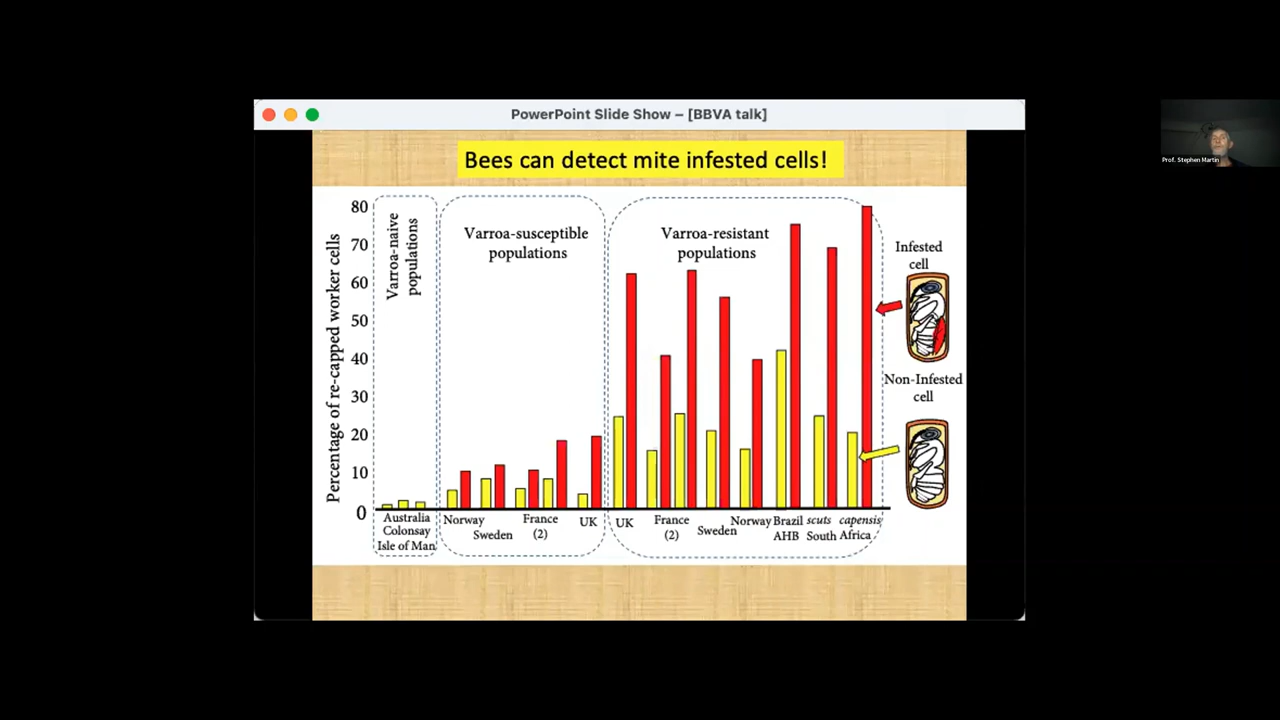 PowerPoint Slide Show – [BBVA talk]
Bees can detect mite infested cells!
Percentage of re-capped worker cells
80
70
60
50
40
30
20
10
0
Varroa-naive
populations
Varroa-susceptible
populations
Varroa-resistant
populations
Infested
cell
Non-Infested
cell
Australia
Colonsay
Isle of Man
Norway
Sweden
France
(2)
UK
UK
France
(2)
Sweden
Norway
Brazil
AHB
scuts
South
capensis
Africa
Prof. Stephen Martin